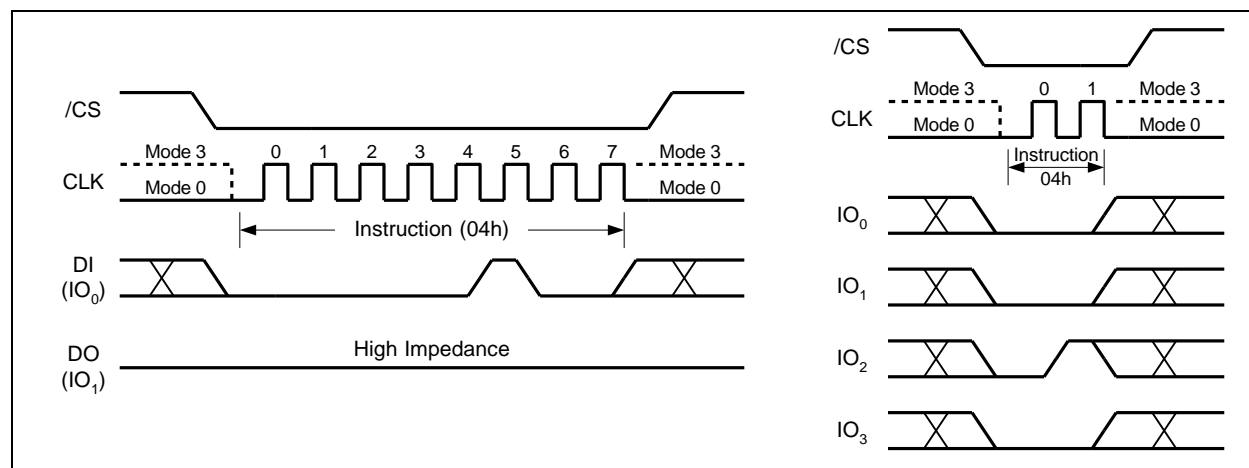 /CS
Mode 3 0 1 2 3 4 5 6 7 Mode 3
CLK
Mode 0 Mode 0
Instruction (04h)
DI
(IO0)
High Impedance
DO
(IO1)
/CS
Mode 3 0 1 Mode 3
CLK
Mode 0 Mode 0
Instruction
04h
IO0
IO1
IO2
IO3